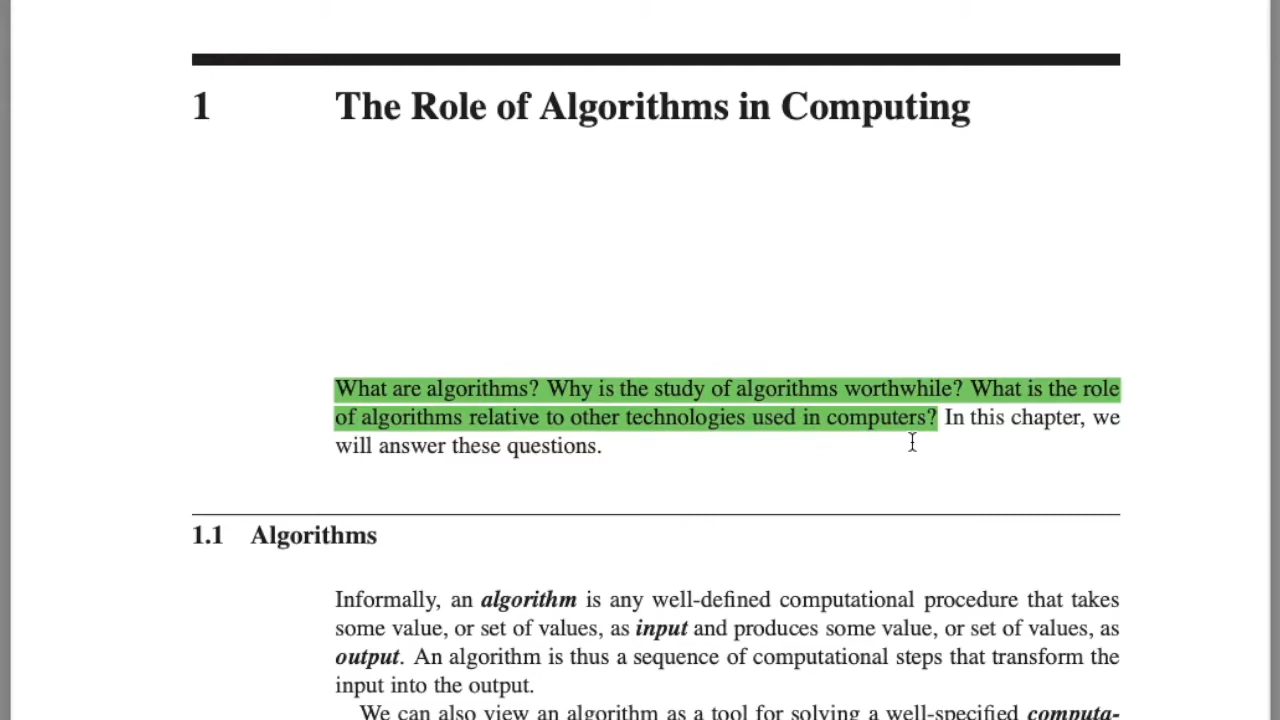 1 The Role of Algorithms in Computing
What are algorithms? Why is the study of algorithms worthwhile? What is the role
of algorithms relative to other technologies used in computers? In this chapter, we
will answer these questions.
1.1 Algorithms
Informally, an algorithm is any well-defined computational procedure that takes
some value, or set of values, as input and produces some value, or set of values, as
output. An algorithm is thus a sequence of computational steps that transform the
input into the output.
We can also view an algorithm as a tool for solving a well-specified computa-